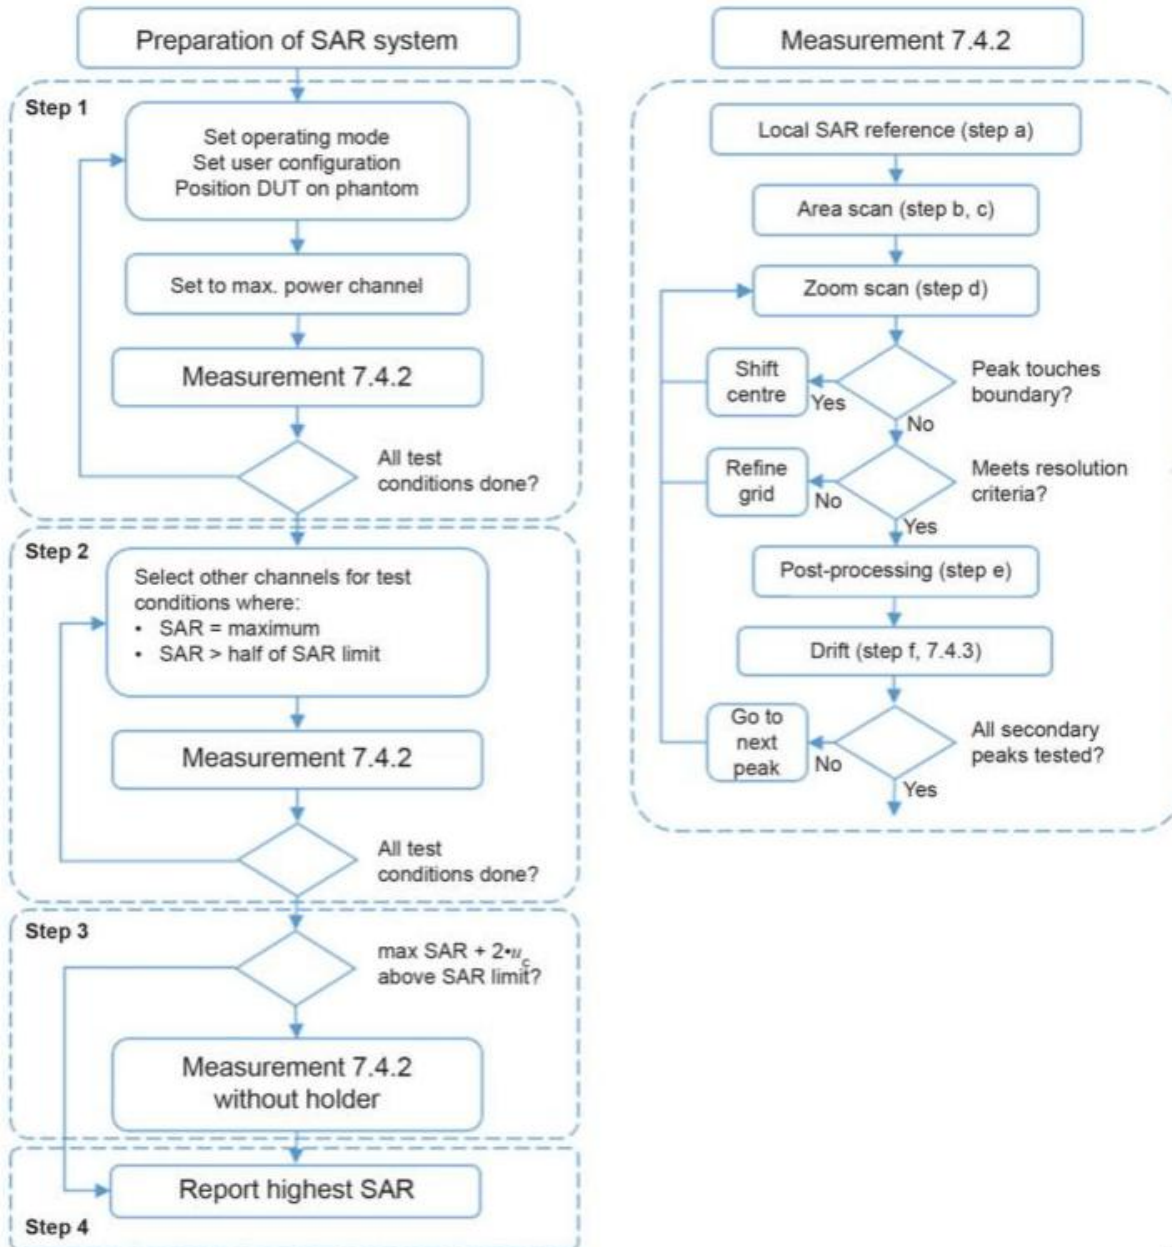 Preparation of SAR system
Step 1
Set operating mode
Set user configuration
Position DUT on phantom
Set to max. power channel
Measurement 7.4.2
All test
conditions done?
Step 2
Select other channels for test
conditions where:
• SAR = maximum
• SAR > half of SAR limit
Measurement 7.4.2
All test
conditions done?
Step 3
max SAR + 2•uc
above SAR limit?
Measurement 7.4.2
without holder
Report highest SAR
Step 4
Measurement 7.4.2
Local SAR reference (step a)
Area scan (step b, c)
Zoom scan (step d)
Shift
centre
Yes
Peak touches
boundary?
No
Refine
grid
No
Meets resolution
criteria?
Yes
Post-processing (step e)
Drift (step f, 7.4.3)
Go to
next
peak
No
All secondary
peaks tested?
Yes